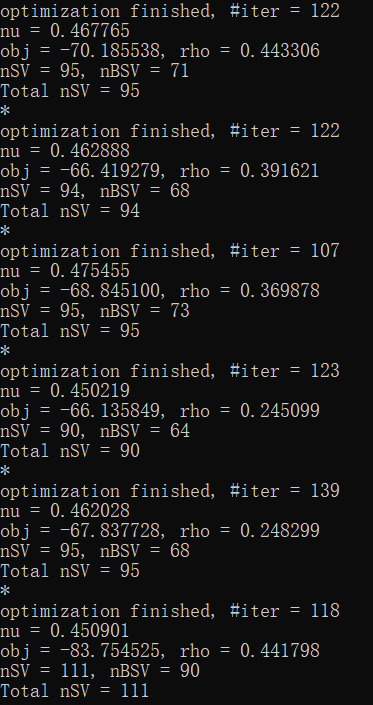 optimization finished, #iter = 122
nu = 0.467765
obj = -70.185538, rho = 0.443306
nSV = 95, nBSV = 71
Total nSV = 95
*
optimization finished, #iter = 122
nu = 0.462888
obj = -66.419279, rho = 0.391621
nSV = 94, nBSV = 68
Total nSV = 94
*
optimization finished, #iter = 107
nu = 0.475455
obj = -68.845100, rho = 0.369878
nSV = 95, nBSV = 73
Total nSV = 95
*
optimization finished, #iter = 123
nu = 0.450219
obj = -66.135849, rho = 0.245099
nSV = 90, nBSV = 64
Total nSV = 90
*
optimization finished, #iter = 139
nu = 0.462028
obj = -67.837728, rho = 0.248299
nSV = 95, nBSV = 68
Total nSV = 95
*
optimization finished, #iter = 118
nu = 0.450901
obj = -83.754525, rho = 0.441798
nSV = 111, nBSV = 90
Total nSV = 111